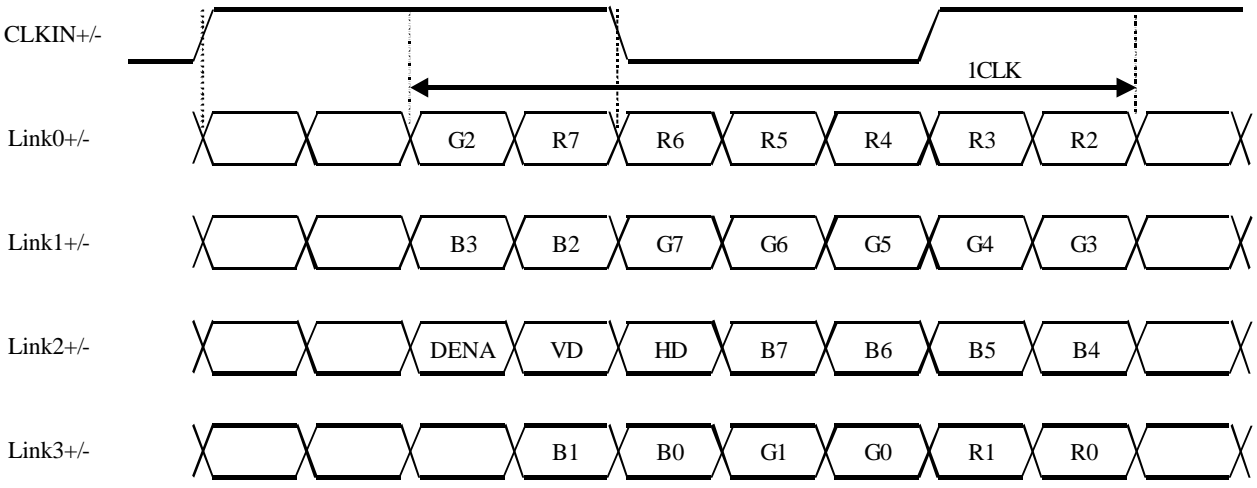 CLKIN+/-
1CLK
Link0+/- G2 R7 R6 R5 R4 R3 R2
Link1+/- B3 B2 G7 G6 G5 G4 G3
Link2+/- DENA VD HD B7 B6 B5 B4
Link3+/- B1 B0 G1 G0 R1 R0